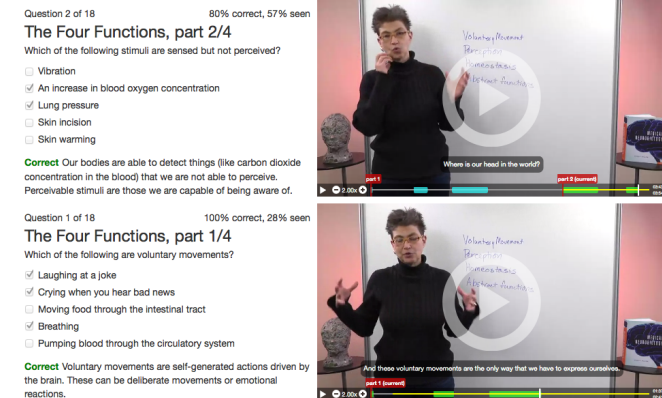 Question 2 of 18
80% correct, 57% seen
The Four Functions, part 2/4
Which of the following stimuli are sensed but not perceived?
Vibration
An increase in blood oxygen concentration
Lung pressure
Skin incision
Skin warming
Correct Our bodies are able to detect things (like carbon dioxide
concentration in the blood) that we are not able to perceive.
Perceivable stimuli are those we are capable of being aware of.
Voluntary Movement
Perception
Homeostasis
Abstract functions
Where is our head in the world?
part 1
part 2 (current)
2.00x
Question 1 of 18
100% correct, 28% seen
The Four Functions, part 1/4
Which of the following are voluntary movements?
Laughing at a joke
Crying when you hear bad news
Moving food through the intestinal tract
Breathing
Pumping blood through the circulatory system
Correct Voluntary movements are self-generated actions driven by
the brain. These can be deliberate movements or emotional
reactions.
Voluntary Movement
Perception
Homeostasis
Abstract functions
And these voluntary movements are the only way that we have to express ourselves.
part 1 (current)
2.00x